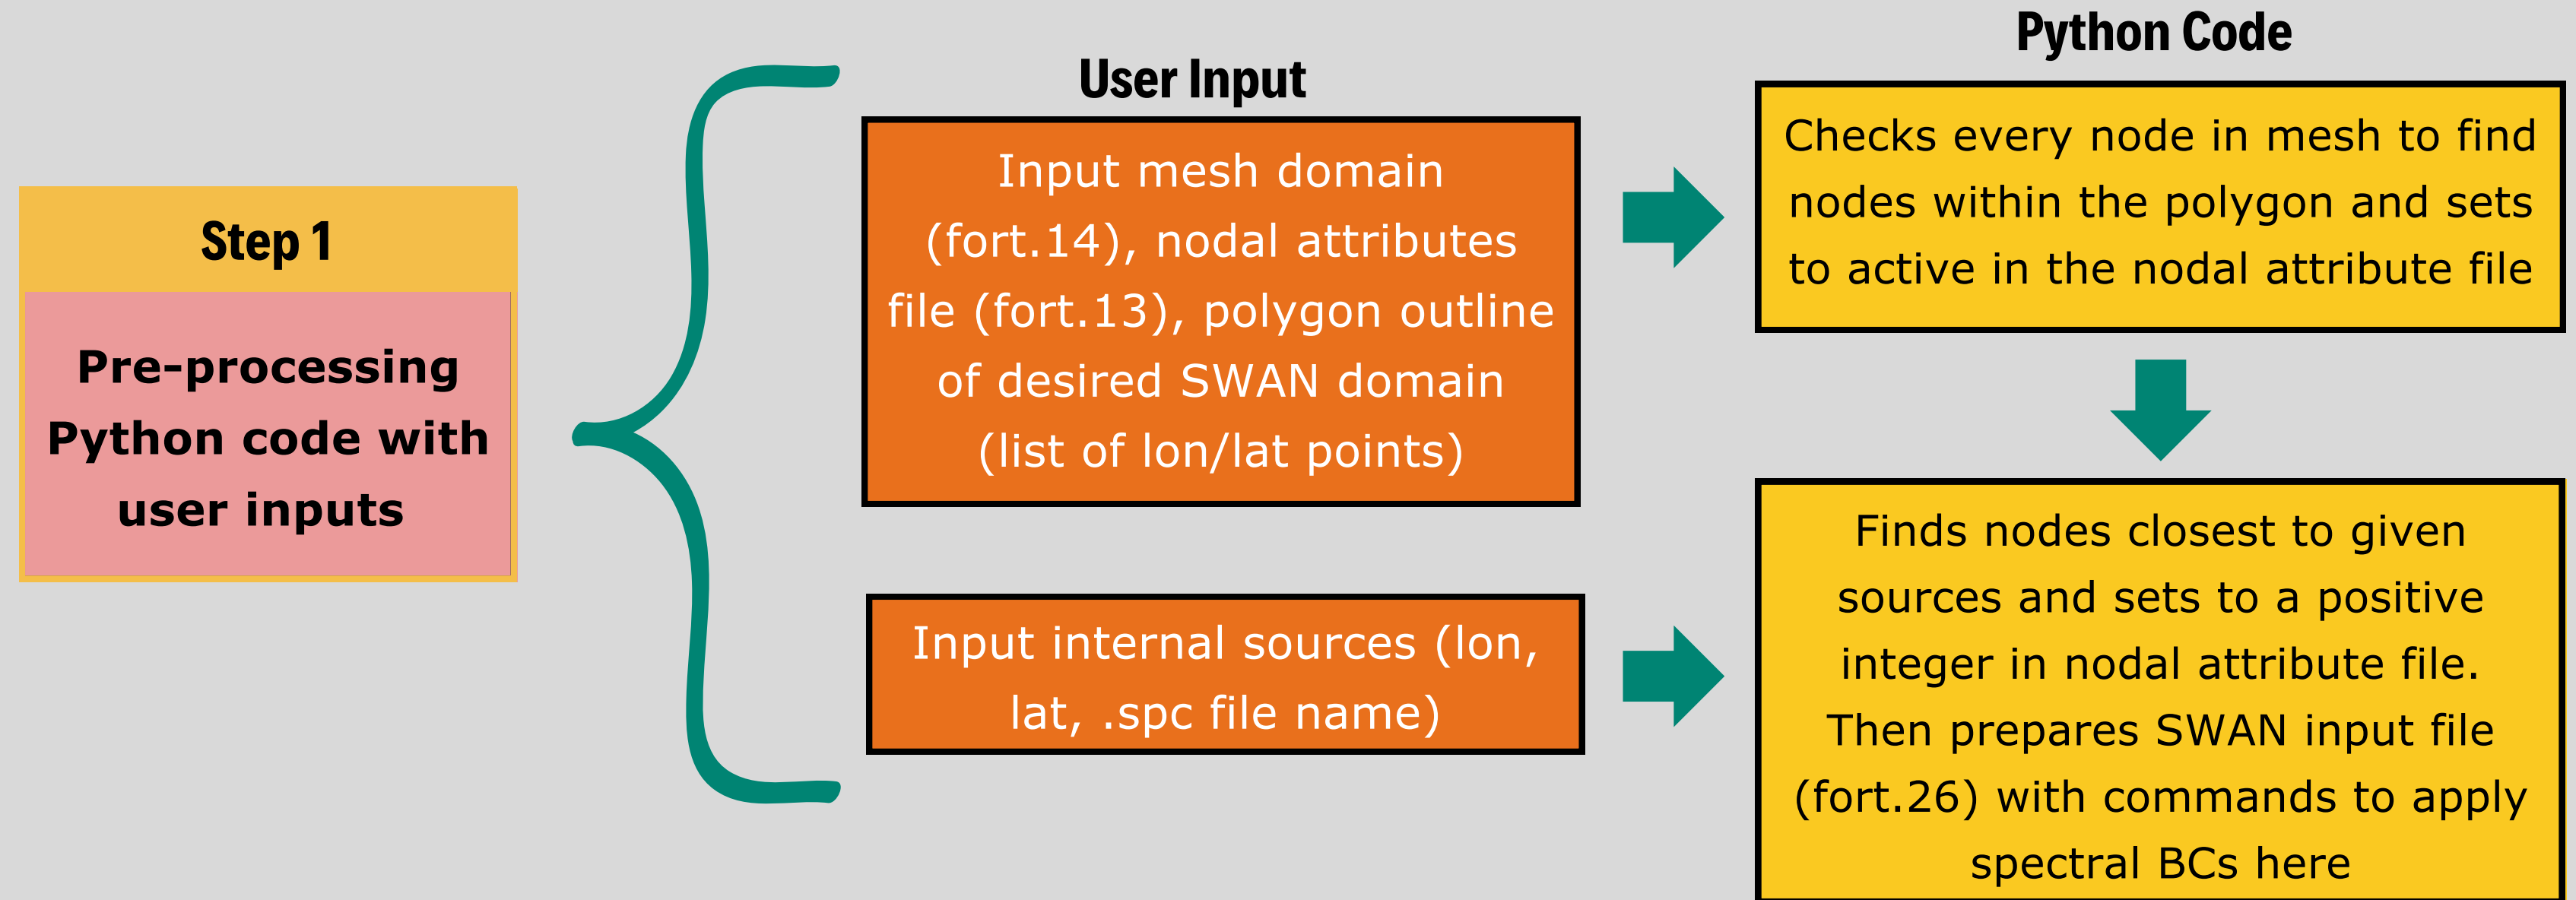 Step 1
Pre-processing
Python code with
user inputs
User Input
Input mesh domain
(fort.14), nodal attributes
file (fort.13), polygon outline
of desired SWAN domain
(list of lon/lat points)
Input internal sources (lon,
lat, .spc file name)
Python Code
Checks every node in mesh to find
nodes within the polygon and sets
to active in the nodal attribute file
Finds nodes closest to given
sources and sets to a positive
integer in nodal attribute file.
Then prepares SWAN input file
(fort.26) with commands to apply
spectral BCs here